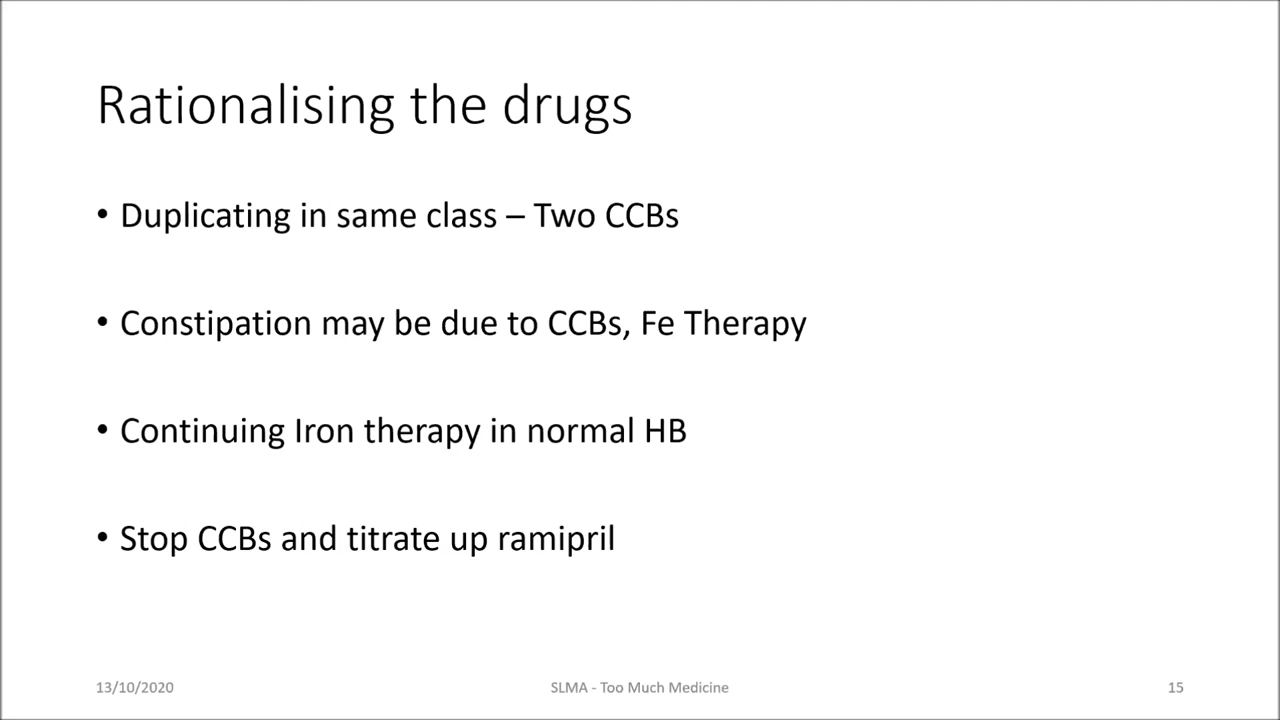 Rationalising the drugs
• Duplicating in same class – Two CCBs
• Constipation may be due to CCBs, Fe Therapy
• Continuing Iron therapy in normal HB
• Stop CCBs and titrate up ramipril
13/10/2020
SLMA - Too Much Medicine
15